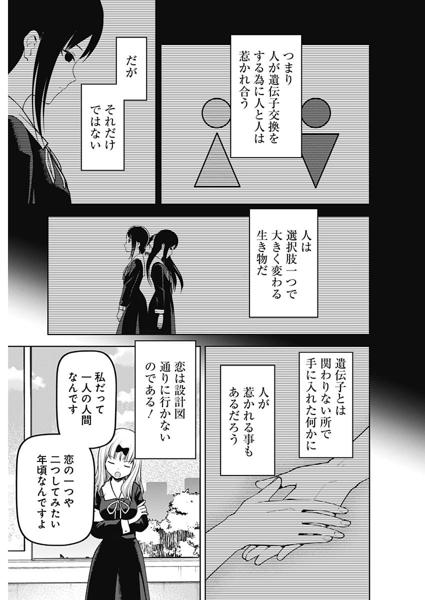 つまり
人が遺伝子交換を
する為に人と人は
惹かれ合う
だが
それだけ
ではない
人は
選択肢一つで
大きく変わる
生き物だ
遺伝子とは
関わりない所で
手に入れた何かに
人が
惹かれる事も
あるだろう
恋は設計図
通りに行かない
のである!
私だって
一人の人間
なんです
恋の一つや
二つしてみたい
年頃なんですよ